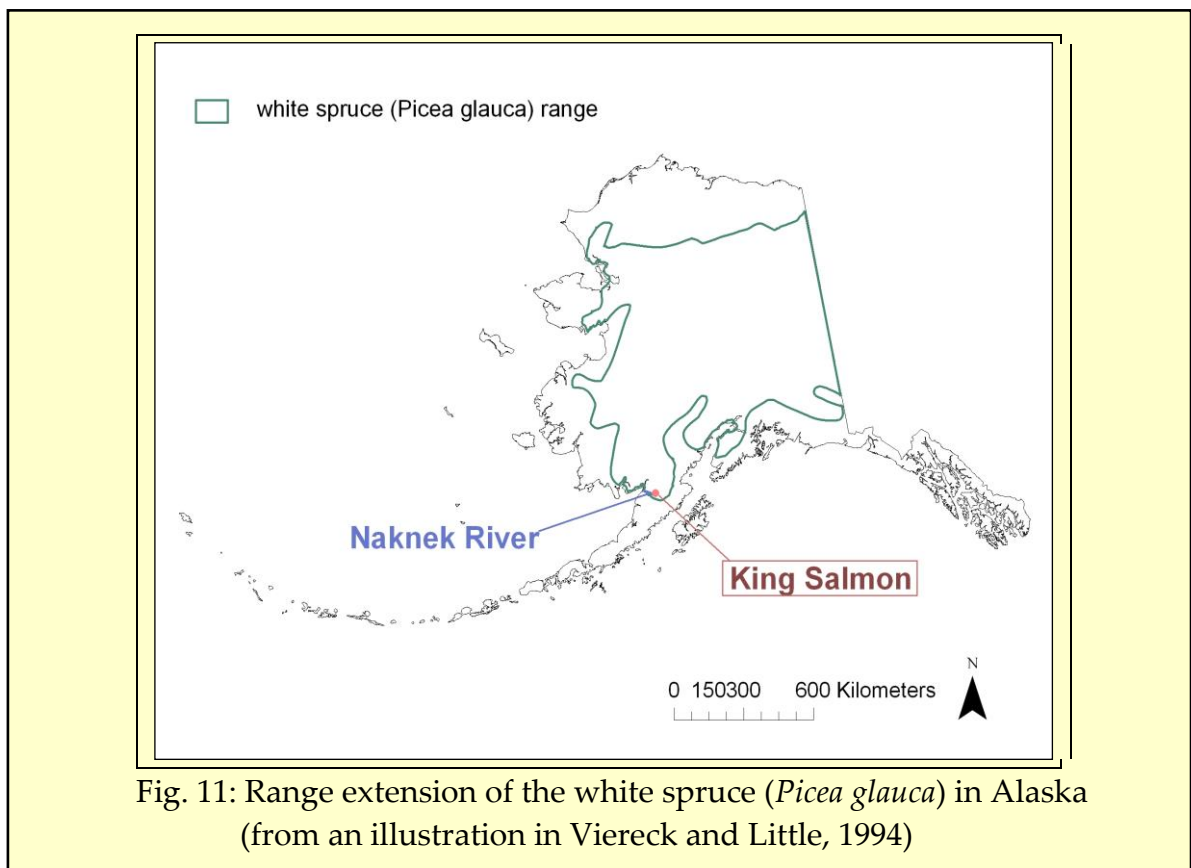 white spruce (Picea glauca) range
Naknek River
King Salmon
N
0 150300 600 Kilometers
Fig. 11: Range extension of the white spruce (Picea glauca) in Alaska
(from an illustration in Viereck and Little, 1994)